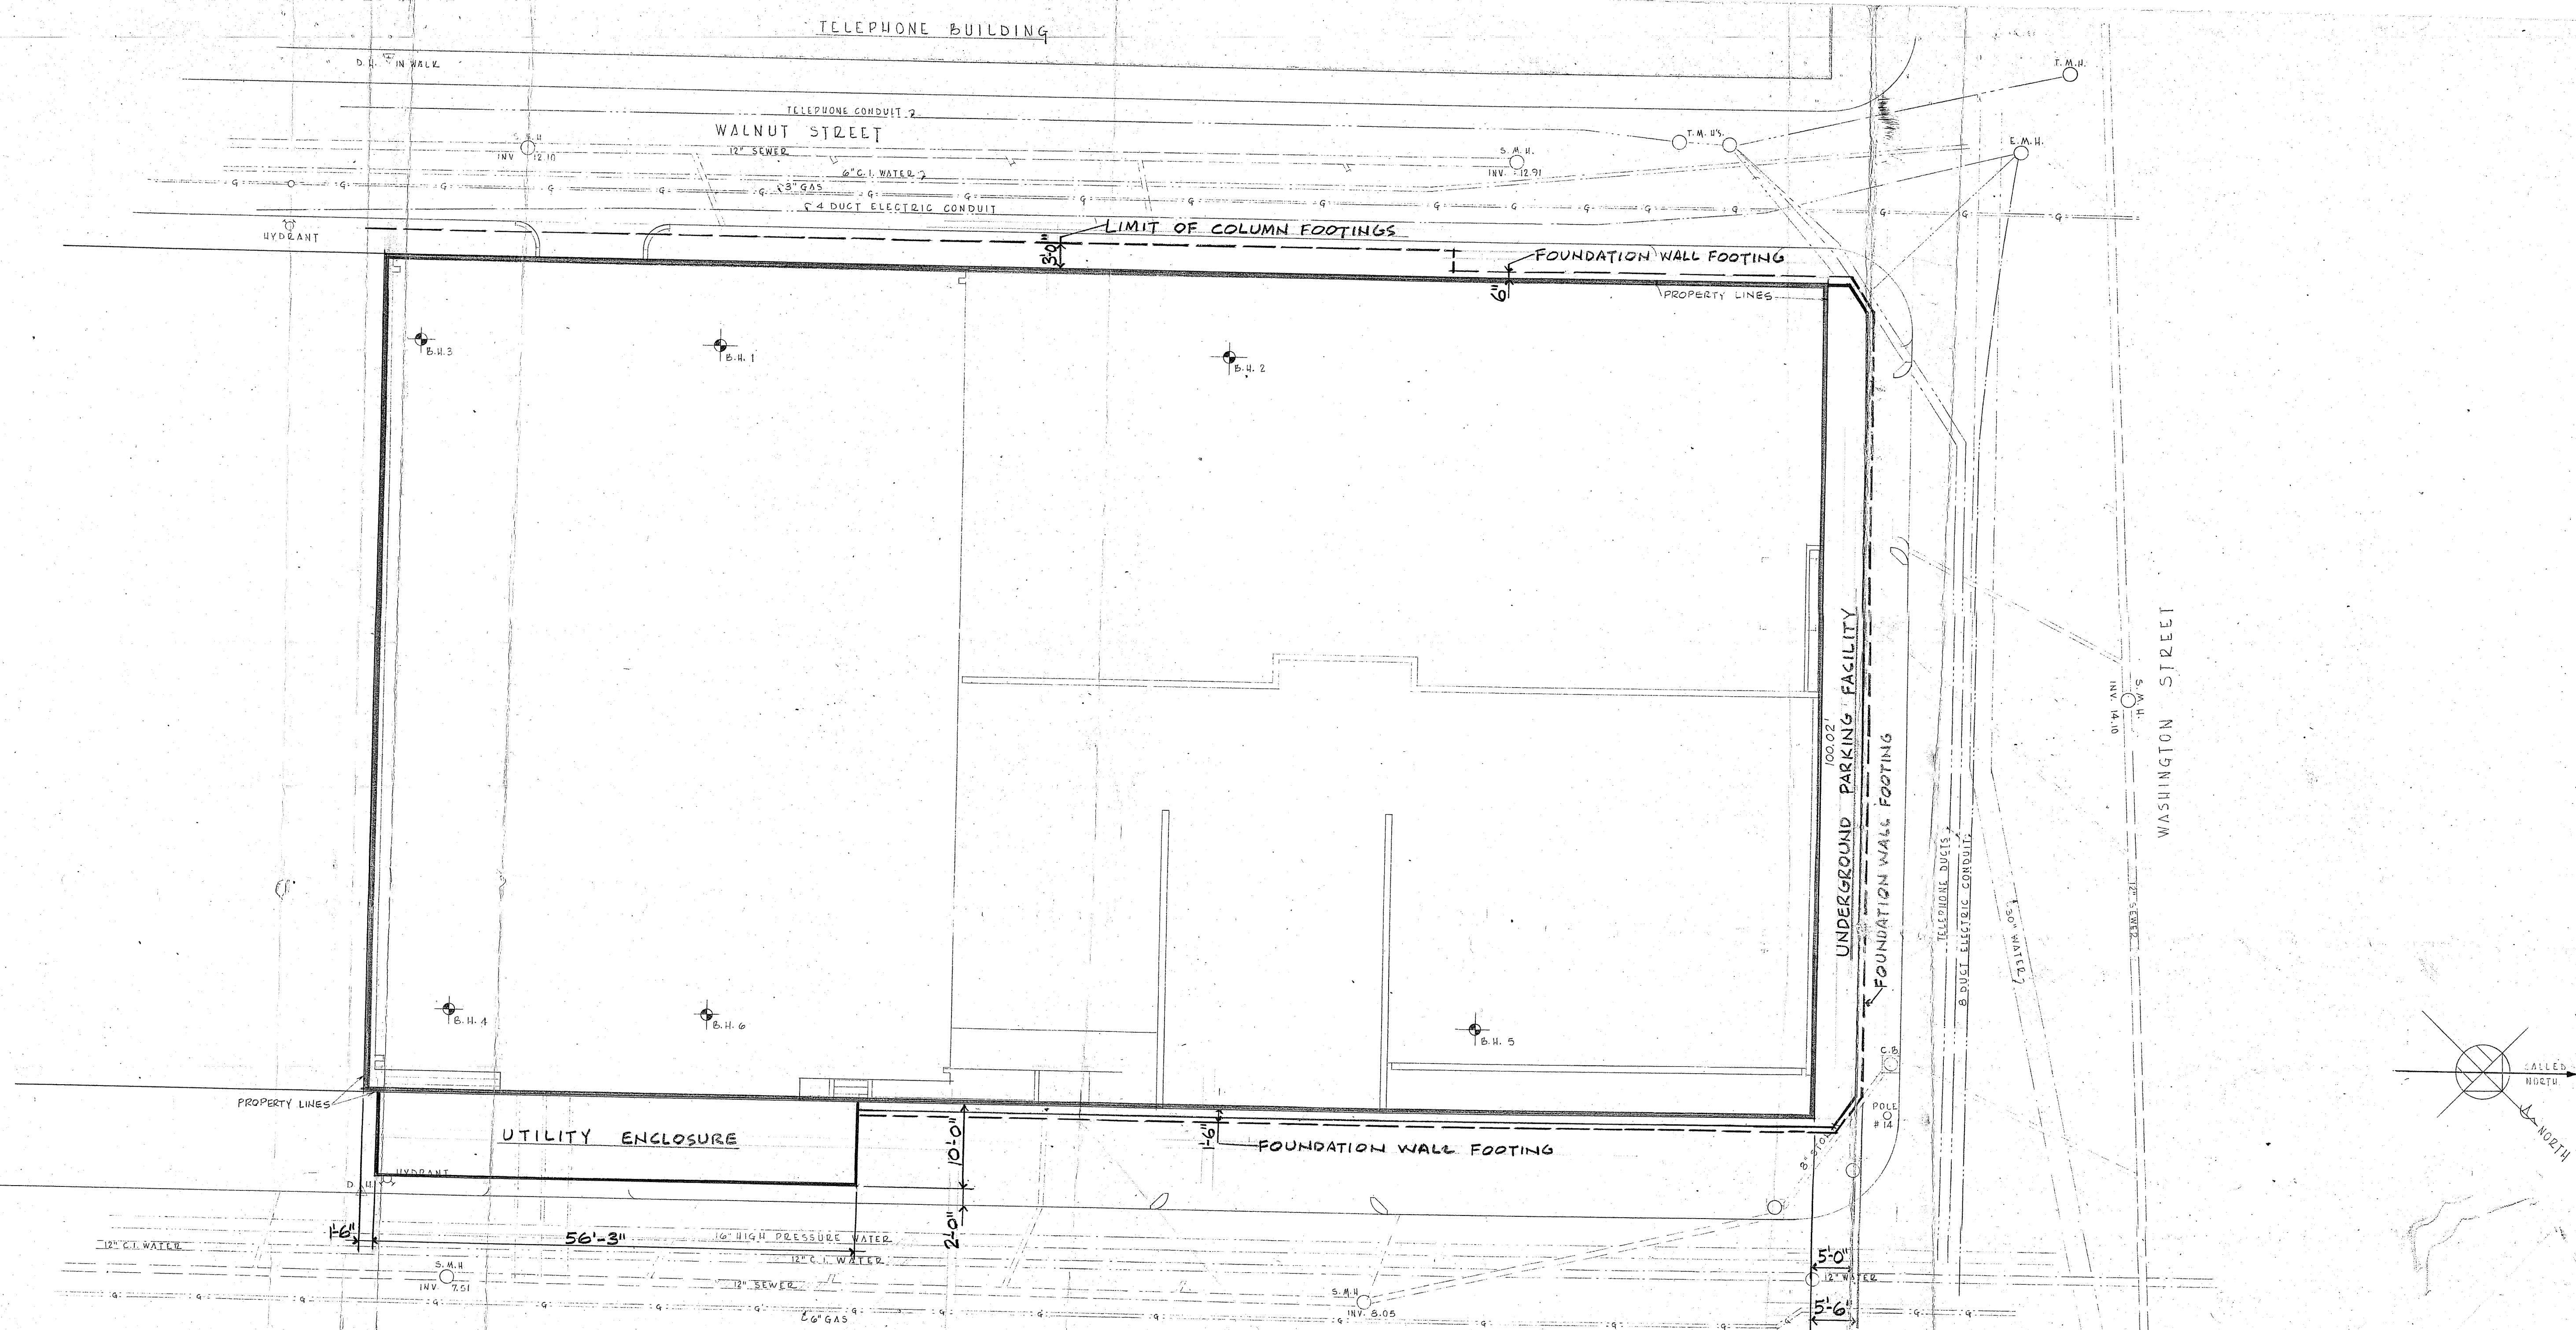 TELEPHONE BUILDING
D.H. IN WALK
T.M.H.
TELEPHONE CONDUIT
WALNUT STREET
S.M.H.
INV. 12.10
12" SEWER
T.M.H'S.
E.M.H.
S.M.H.
INV. 12.91
6" C.I. WATER
3" GAS
4 DUCT ELECTRIC CONDUIT
HYDRANT
LIMIT OF COLUMN FOOTINGS
3'-0"
FOUNDATION WALL FOOTING
6"
PROPERTY LINES
B.H. 3
B.H. 1
B.H. 2
100.02'
UNDERGROUND PARKING FACILITY
FOUNDATION WALL FOOTING
S.M.H.
INV. 14.10
WASHINGTON STREET
TELEPHONE DUCTS
8 DUCT ELECTRIC CONDUIT
30" WATER
12" SEWER
B.H. 4
B.H. 6
B.H. 5
C.B.
CALLED
NORTH
NORTH
PROPERTY LINES
POLE
# 14
UTILITY ENCLOSURE
10'-0"
1'-6"
FOUNDATION WALL FOOTING
HYDRANT
D.H.
1'-6"
56'-3"
2'-0"
16" HIGH PRESSURE WATER
12" C.I. WATER
12" C.I. WATER
5'-0"
12" WATER
S.M.H
INV. 7.51
12" SEWER
S.M.H
INV. 8.05
6" GAS
5'-6"